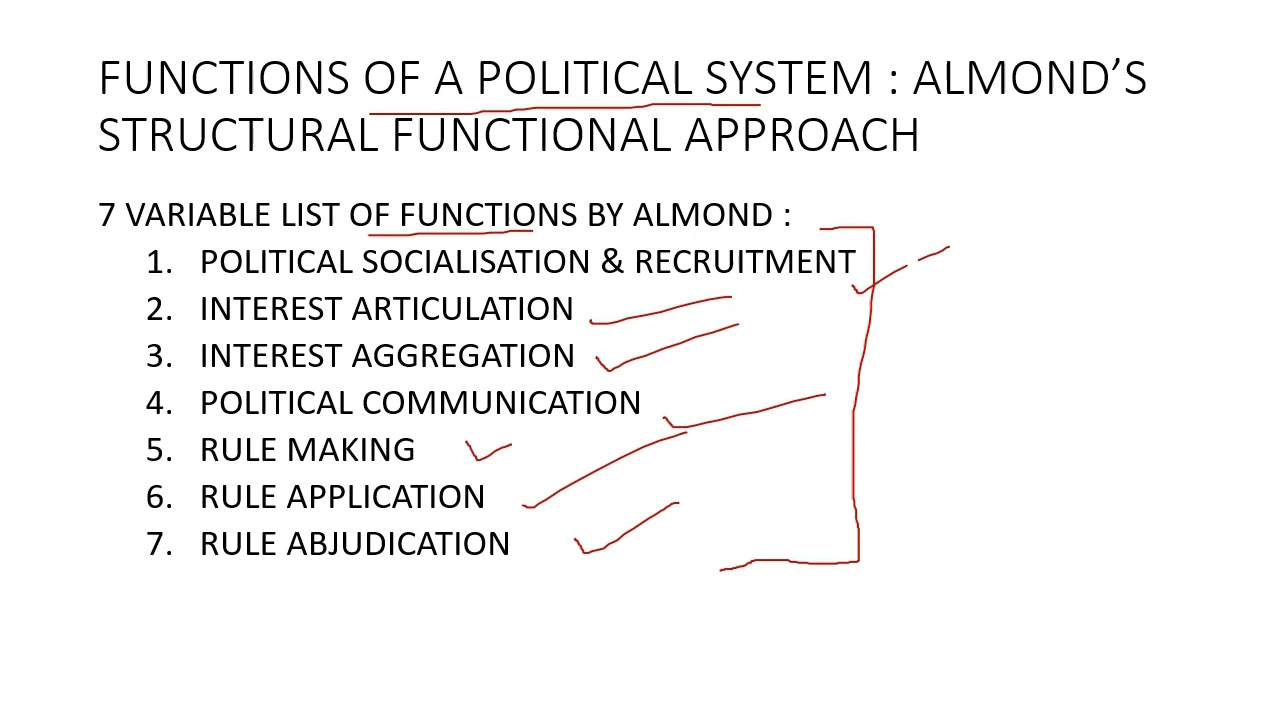 FUNCTIONS OF A POLITICAL SYSTEM : ALMOND’S
STRUCTURAL FUNCTIONAL APPROACH
7 VARIABLE LIST OF FUNCTIONS BY ALMOND :
1. POLITICAL SOCIALISATION & RECRUITMENT
2. INTEREST ARTICULATION
3. INTEREST AGGREGATION
4. POLITICAL COMMUNICATION
5. RULE MAKING
6. RULE APPLICATION
7. RULE ABJUDICATION